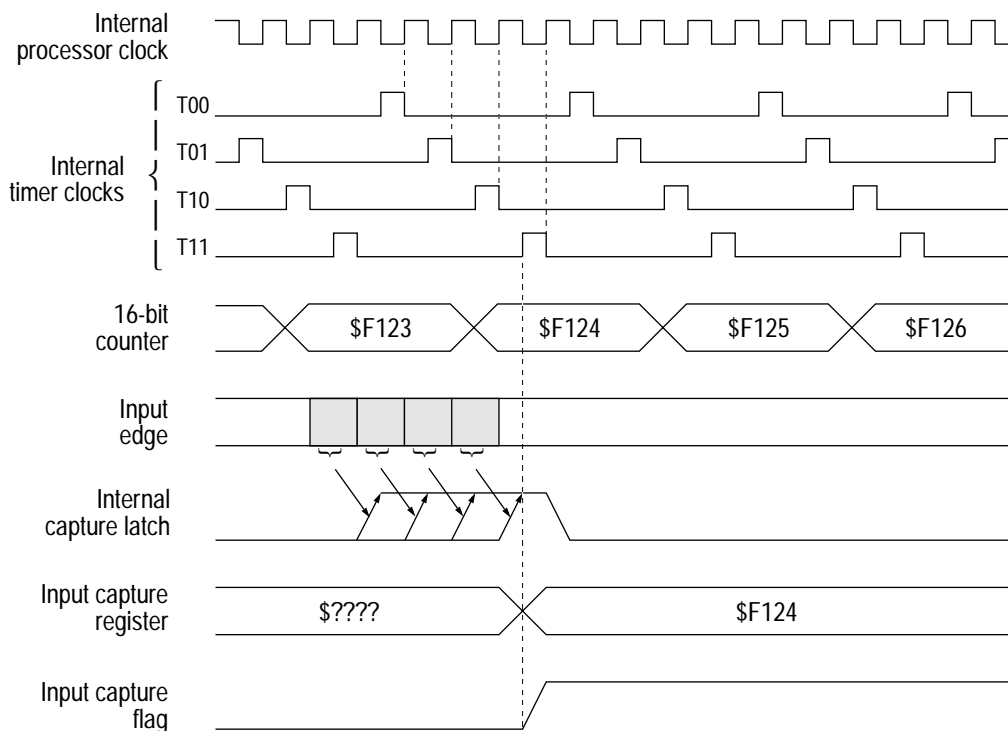 Internal
processor clock
T00
T01
Internal
timer clocks
T10
T11
16-bit
counter
$F123
$F124
$F125
$F126
Input
edge
Internal
capture latch
Input capture
register
$????
$F124
Input capture
flag